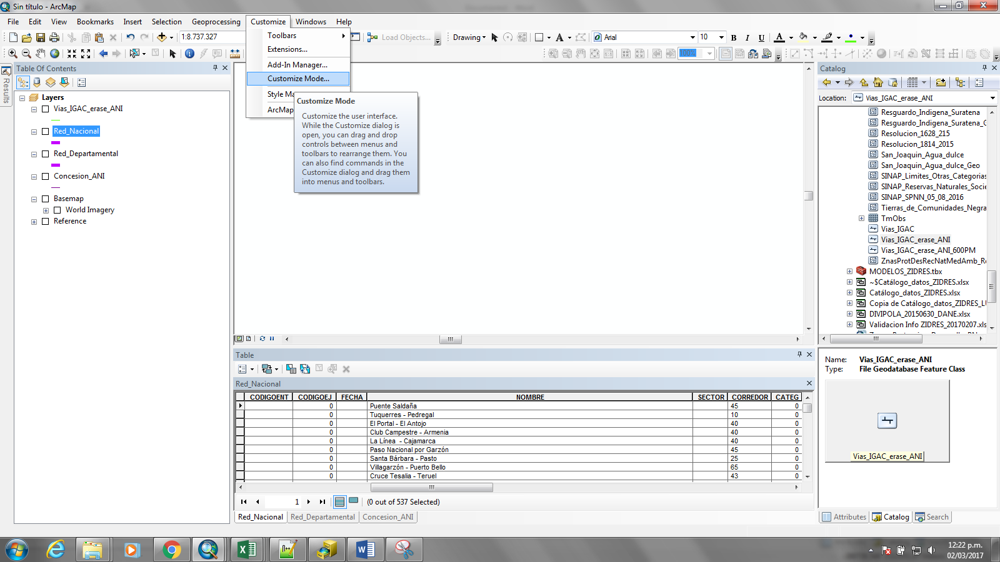 Sin título - ArcMap
File Edit View Bookmarks Insert Selection Geoprocessing Customize Windows Help
1:8.737.327
Load Objects...
Drawing
Arial
10
B I U A
100%
Toolbars
Extensions...
Add-In Manager...
Customize Mode...
Style Ma
ArcMap
Customize Mode
Customize the user interface.
While the Customize dialog is
open, you can drag and drop
controls between menus and
toolbars to rearrange them. You
can also find commands in the
Customize dialog and drag them
into menus and toolbars.
Results
Table Of Contents
Layers
Vias_IGAC_erase_ANI
Red_Nacional
Red_Departamental
Concesion_ANI
Basemap
World Imagery
Reference
Catalog
Location: Vias_IGAC_erase_ANI
Resguardo_Indigena_Suratena
Resguardo_Indigena_Suratena_G
Resolucion_1628_215
Resolucion_1814_2015
San_Joaquin_Agua_dulce
San_Joaquin_Agua_dulce_Geo
SINAP_Limites_Otras_Categorias
SINAP_Reservas_Naturales_Socie
SINAP_SPNN_05_08_2016
Tierras_de_Comunidades_Negra
TmObs
Vias_IGAC
Vias_IGAC_erase_ANI
Vias_IGAC_erase_ANI_600PM
ZnasProtDesRecNatMedAmb_Re
MODELOS_ZIDRES.tbx
~$Catálogo_datos_ZIDRES.xlsx
Catálogo_datos_ZIDRES.xlsx
Copia de Catálogo_datos_ZIDRES_LU
DIVIPOLA_20150630_DANE.xlsx
Validacion Info ZIDRES_20170207.xls
Name: Vias_IGAC_erase_ANI
Type: File Geodatabase Feature Class
Vias_IGAC_erase_ANI
Attributes Catalog Search
Table
Red_Nacional
CODIGOENT CODIGOEJ FECHA NOMBRE SECTOR CORREDOR CATEG
0 Puente Saldaña 45 0
0 Tuquerres - Pedregal 10 0
0 El Portal - El Antojo 40 0
0 Club Campestre - Armenia 40 0
0 La Línea - Cajamarca 40 0
0 Paso Nacional por Garzón 45 0
0 Santa Bárbara - Pasto 25 0
0 Villagarzón - Puerto Bello 65 0
0 Cruce Tesalia - Teruel 43 0
1 (0 out of 537 Selected)
Red_Nacional Red_Departamental Concesion_ANI
12:22 p.m.
02/03/2017